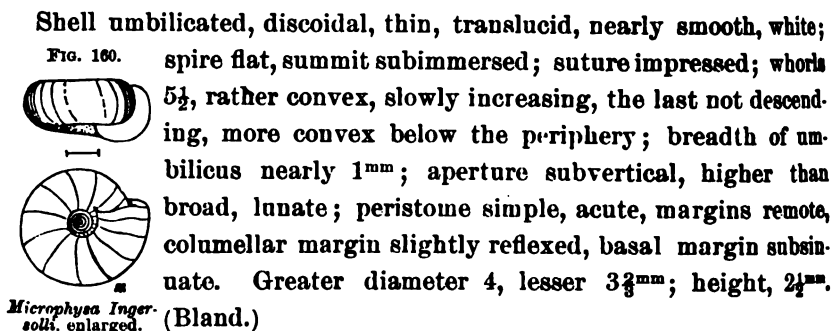 Shell umbilicated, discoidal, thin, translucid, nearly smooth, white;
FIG. 160.
spire flat, summit subimmersed; suture impressed; whorls
5½, rather convex, slowly increasing, the last not descend-
ing, more convex below the periphery; breadth of um-
bilicus nearly 1mm; aperture subvertical, higher than
broad, lunate; peristome simple, acute, margins remote,
columellar margin slightly reflexed, basal margin subsin-
uate. Greater diameter 4, lesser 3⅔mm; height, 2½mm.
(Bland.)
Microphysa Inger-
solli, enlarged.